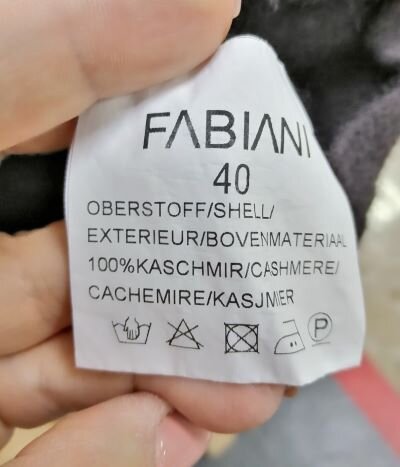 FABIANI
40
OBERSTOFF/SHELL/
EXTERIEUR/BOVENMATERIAAL
100%KASCHMIR/CASHMERE/
CACHEMIRE/KASJMIER
P